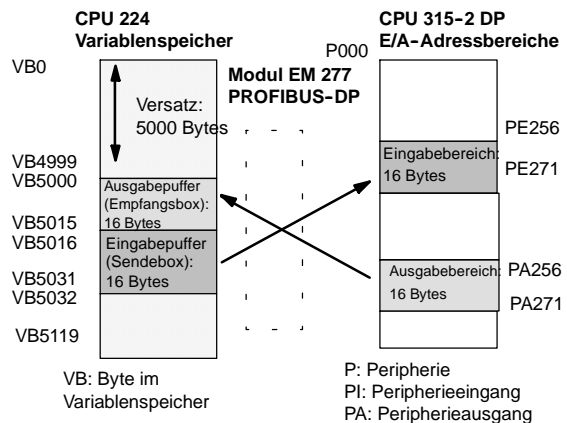 CPU 224
Variablenspeicher
CPU 315-2 DP
E/A-Adressbereiche
P000
VB0
Modul EM 277
PROFIBUS-DP
Versatz:
5000 Bytes
PE256
VB4999
VB5000
Eingabebereich:
16 Bytes
PE271
Ausgabepuffer
(Empfangsbox):
16 Bytes
VB5015
VB5016
Eingabepuffer
(Sendebox):
16 Bytes
VB5031
VB5032
Ausgabebereich:
16 Bytes
PA256
PA271
VB5119
VB: Byte im
Variablenspeicher
P: Peripherie
PI: Peripherieeingang
PA: Peripherieausgang